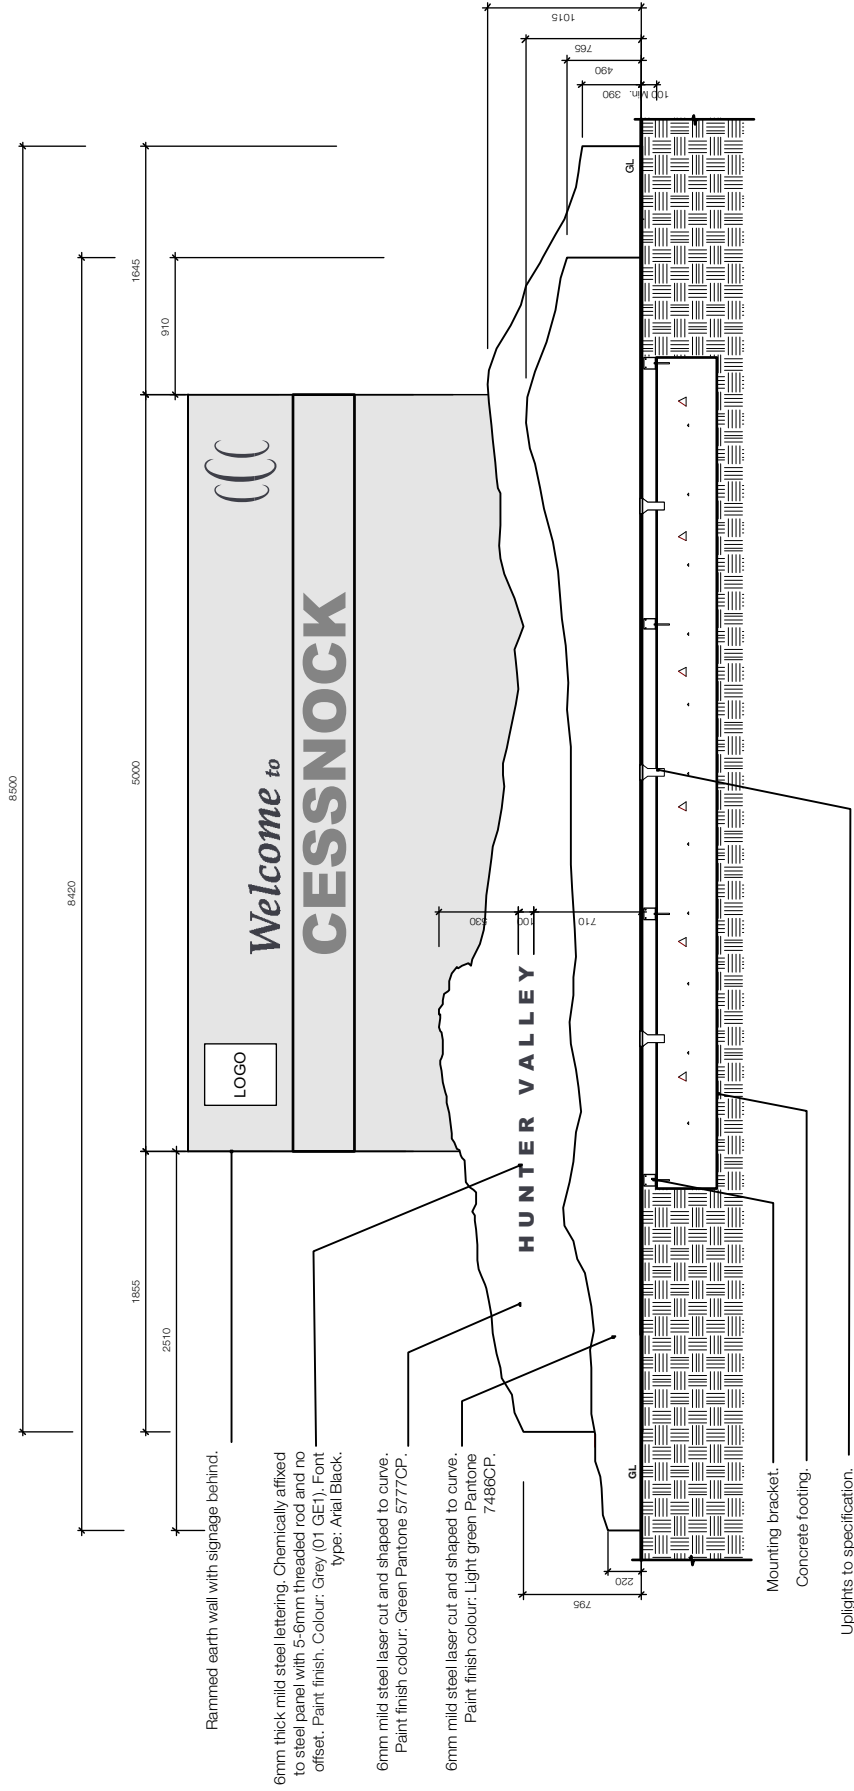 8500
8420
1855
5000
1645
2510
910
LOGO
Welcome to
CESSNOCK
HUNTER VALLEY
530
100
710
1015
765
490
390
100 Min.
GL
GL
795
220
Rammed earth wall with signage behind.
6mm thick mild steel lettering. Chemically affixed
to steel panel with 5-6mm threaded rod and no
offset. Paint finish. Colour: Grey (01 GE1). Font
type: Arial Black.
6mm mild steel laser cut and shaped to curve.
Paint finish colour: Green Pantone 5777CP.
6mm mild steel laser cut and shaped to curve.
Paint finish colour: Light green Pantone
7486CP.
Mounting bracket.
Concrete footing.
Uplights to specification.